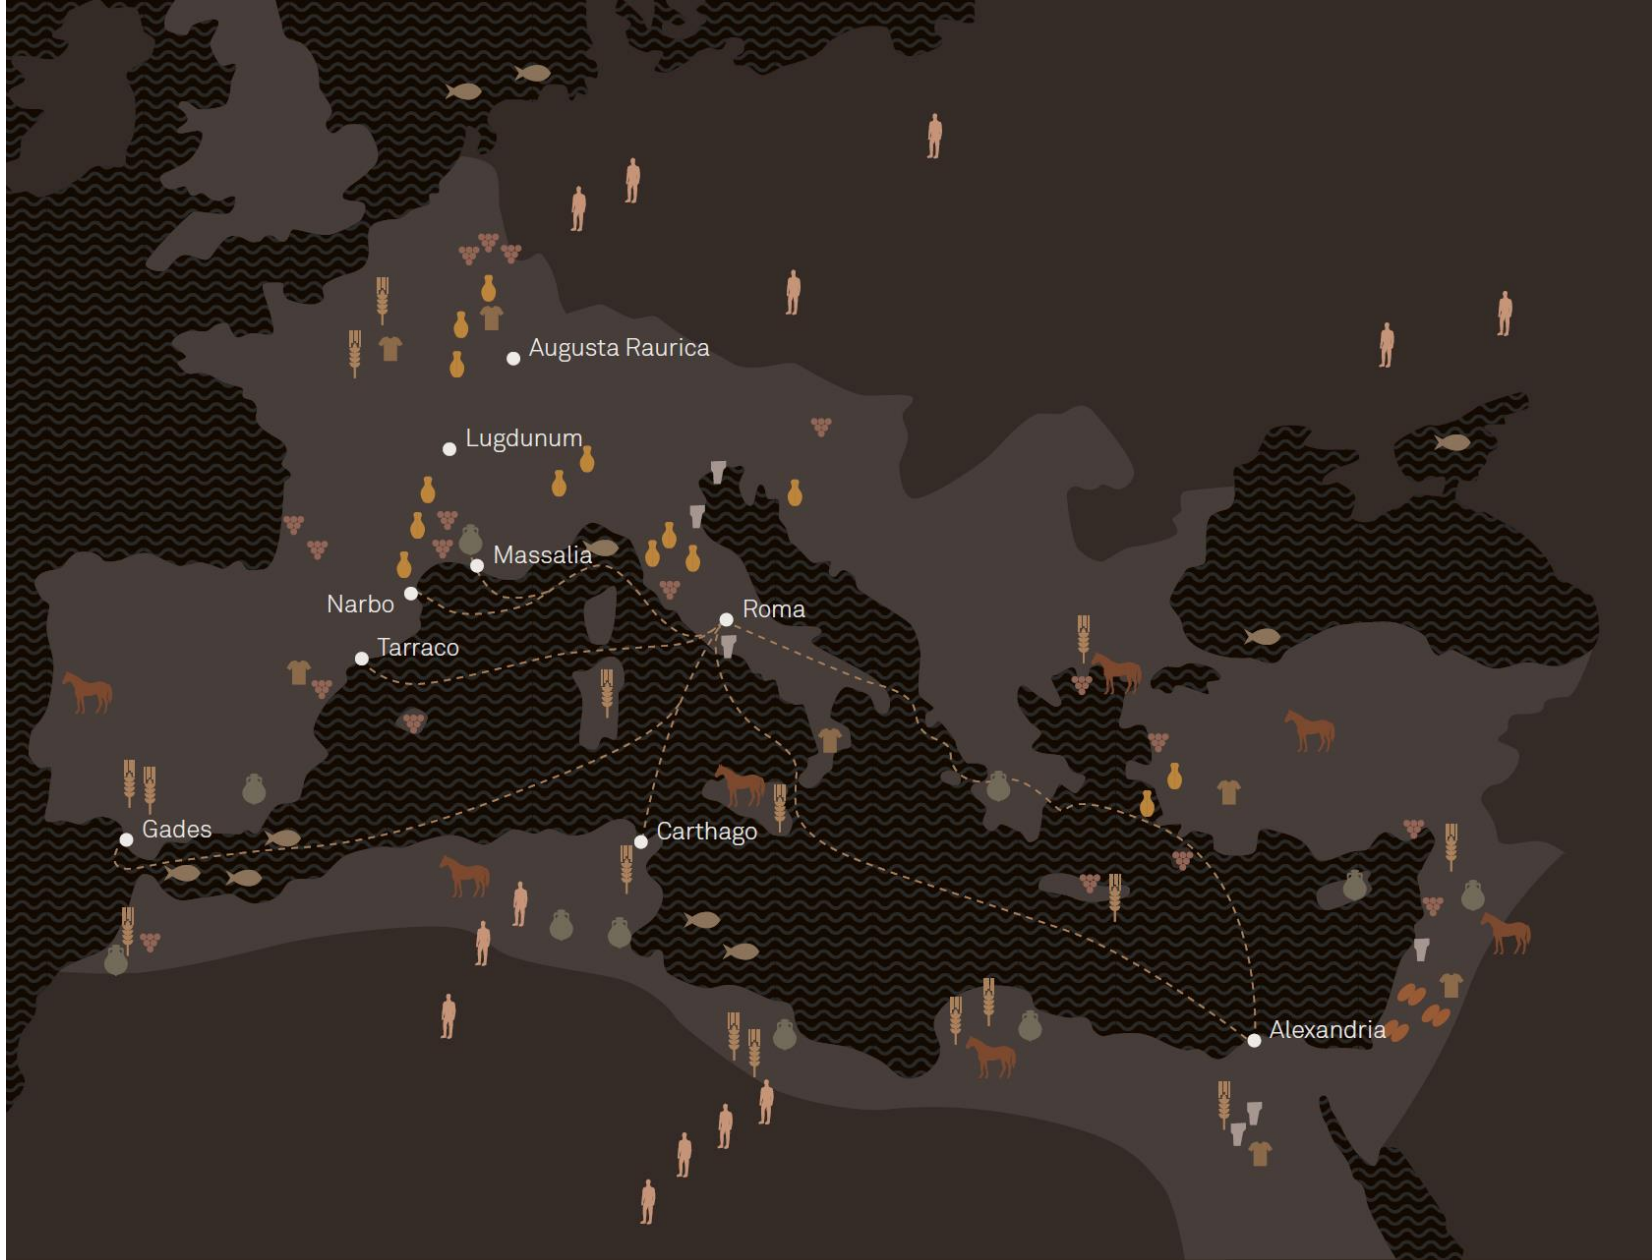 Augusta Raurica
Lugdunum
Massalia
Narbo
Roma
Tarraco
Gades
Carthago
Alexandria